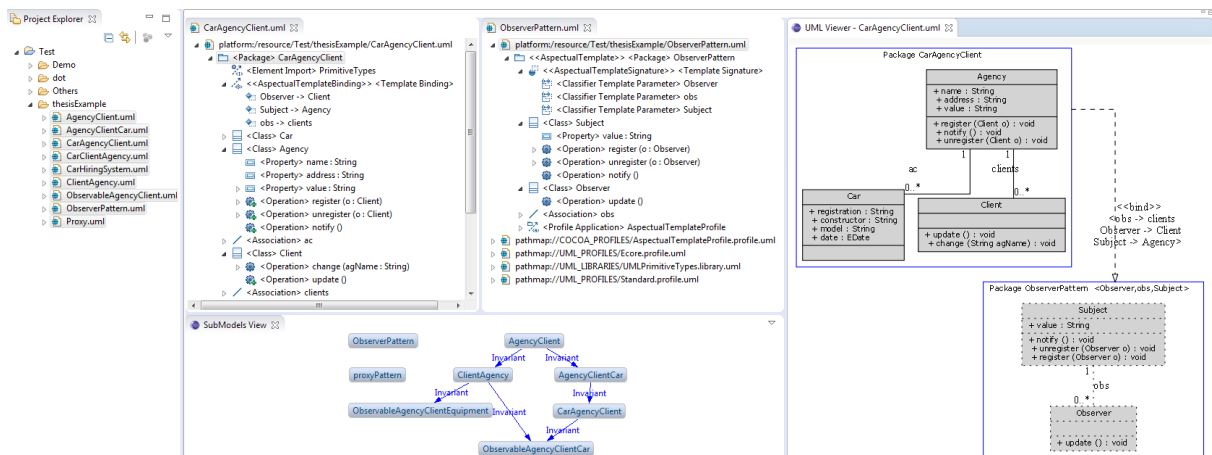 Project Explorer
Test
Demo
dot
Others
thesisExample
AgencyClient.uml
AgencyClientCar.uml
CarAgencyClient.uml
CarClientAgency.uml
CarHiringSystem.uml
ClientAgency.uml
ObservableAgencyClient.uml
ObserverPattern.uml
Proxy.uml
CarAgencyClient.uml
platform:/resource/Test/thesisExample/CarAgencyClient.uml
<Package> CarAgencyClient
<Element Import> PrimitiveTypes
<<AspectualTemplateBinding>> <Template Binding>
Observer -> Client
Subject -> Agency
obs -> clients
<Class> Car
<Class> Agency
<Property> name : String
<Property> address : String
<Property> value : String
<Operation> register (o : Client)
<Operation> unregister (o : Client)
<Operation> notify ()
<Association> ac
<Class> Client
<Operation> change (agName : String)
<Operation> update ()
<Association> clients
ObserverPattern.uml
platform:/resource/Test/thesisExample/ObserverPattern.uml
<<AspectualTemplate>> <Package> ObserverPattern
<<AspectualTemplateSignature>> <Template Signature>
<Classifier Template Parameter> Observer
<Classifier Template Parameter> obs
<Classifier Template Parameter> Subject
<Class> Subject
<Property> value : String
<Operation> register (o : Observer)
<Operation> unregister (o : Observer)
<Operation> notify ()
<Class> Observer
<Operation> update ()
<Association> obs
<Profile Application> AspectualTemplateProfile
pathmap://COCOA_PROFILES/AspectualTemplateProfile.profile.uml
pathmap://UML_PROFILES/Ecore.profile.uml
pathmap://UML_LIBRARIES/UMLPrimitiveTypes.library.uml
pathmap://UML_PROFILES/Standard.profile.uml
SubModels View
ObserverPattern
AgencyClient
Invariant
Invariant
proxyPattern
ClientAgency
AgencyClientCar
Invariant
Invariant
ObservableAgencyClientEquipment
Invariant
CarAgencyClient
Invariant
ObservableAgencyClientCar
UML Viewer - CarAgencyClient.uml
Package CarAgencyClient
Agency
+ name : String
+ address : String
+ value : String
+ register (Client o) : void
+ notify () : void
+ unregister (Client o) : void
1
1
ac
clients
0..*
0..*
Car
+ registration : String
+ constructor : String
+ model : String
+ date : EDate
Client
+ update () : void
+ change (String agName) : void
<<bind>>
<obs -> clients
Observer -> Client
Subject -> Agency>
Package ObserverPattern <Observer,obs,Subject>
Subject
+ value : String
+ notify () : void
+ unregister (Observer o) : void
+ register (Observer o) : void
1
obs
0..*
Observer
+ update () : void